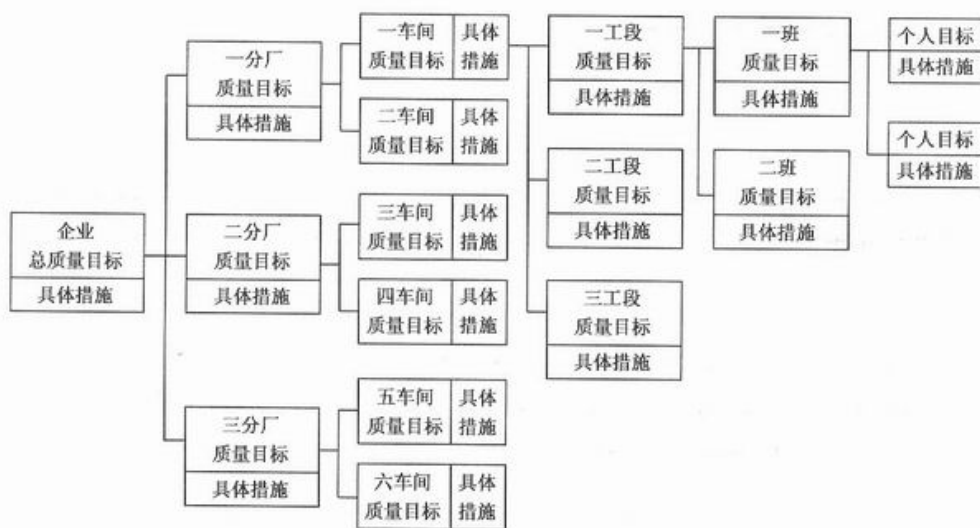 企业
总质量目标
具体措施
一分厂
质量目标
具体措施
二分厂
质量目标
具体措施
三分厂
质量目标
具体措施
一车间
质量目标
具体
措施
二车间
质量目标
具体
措施
三车间
质量目标
具体
措施
四车间
质量目标
具体
措施
五车间
质量目标
具体
措施
六车间
质量目标
具体
措施
一工段
质量目标
具体措施
二工段
质量目标
具体措施
三工段
质量目标
具体措施
一班
质量目标
具体措施
二班
质量目标
具体措施
个人目标
具体措施
个人目标
具体措施